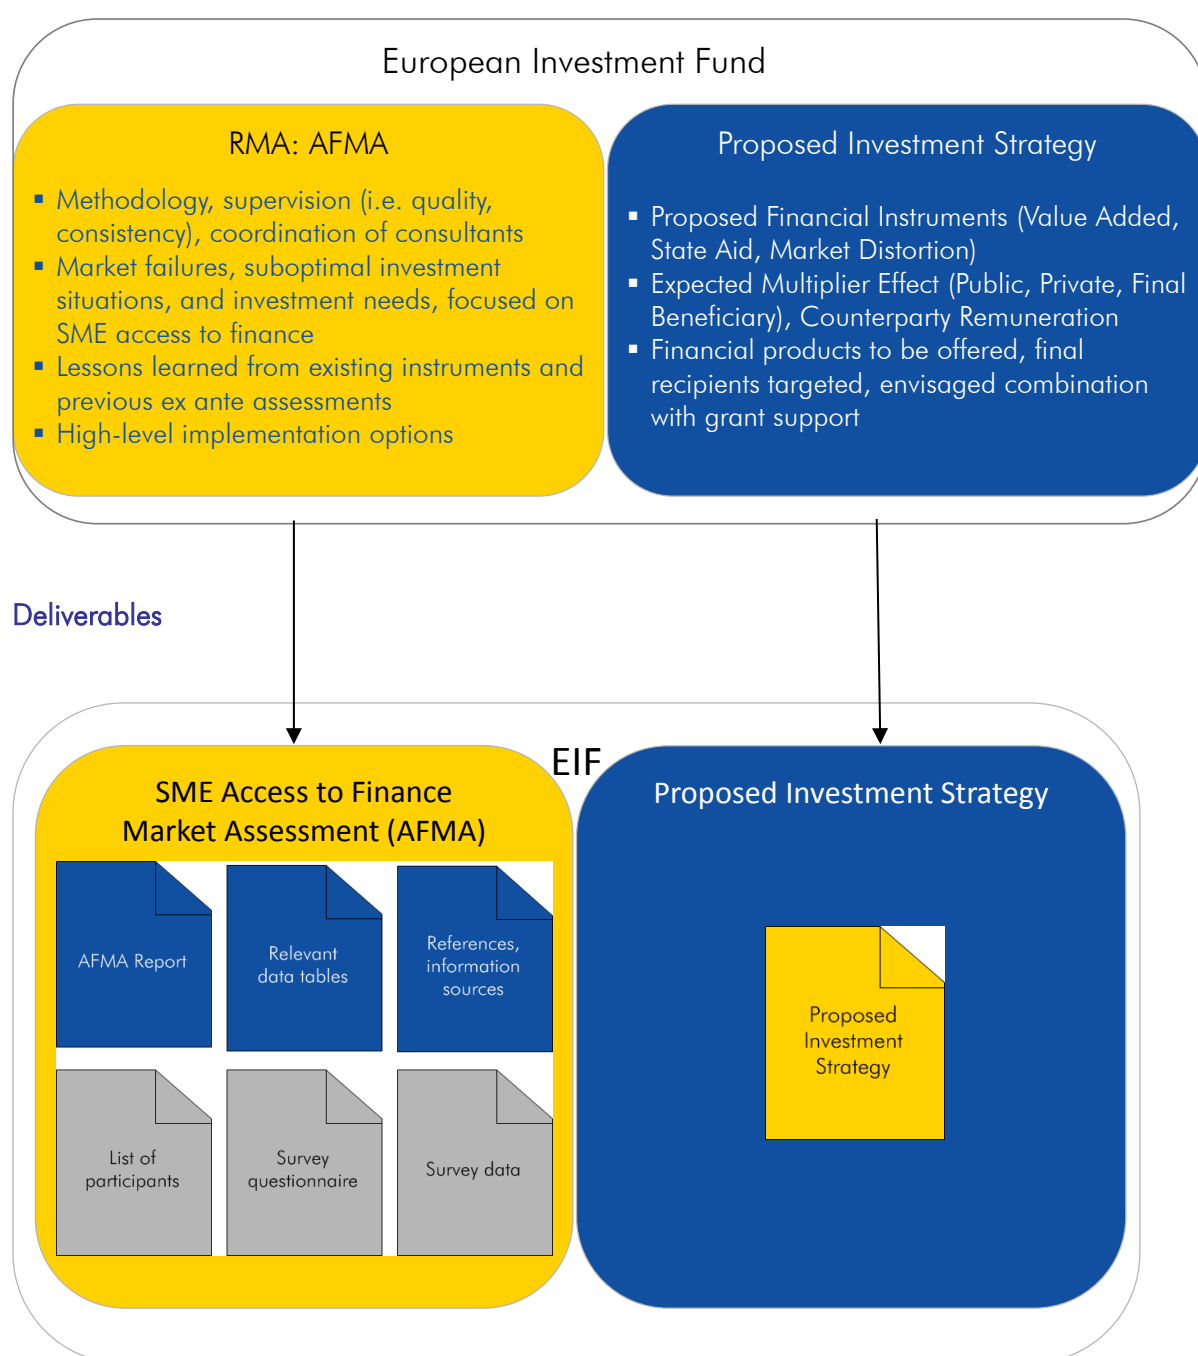 European Investment Fund
RMA: AFMA
▪ Methodology, supervision (i.e. quality,
consistency), coordination of consultants
▪ Market failures, suboptimal investment
situations, and investment needs, focused on
SME access to finance
▪ Lessons learned from existing instruments and
previous ex ante assessments
▪ High-level implementation options
Proposed Investment Strategy
▪ Proposed Financial Instruments (Value Added,
State Aid, Market Distortion)
▪ Expected Multiplier Effect (Public, Private, Final
Beneficiary), Counterparty Remuneration
▪ Financial products to be offered, final
recipients targeted, envisaged combination
with grant support
Deliverables
EIF
SME Access to Finance
Market Assessment (AFMA)
AFMA Report
Relevant
data tables
References,
information
sources
List of
participants
Survey
questionnaire
Survey data
Proposed Investment Strategy
Proposed
Investment
Strategy